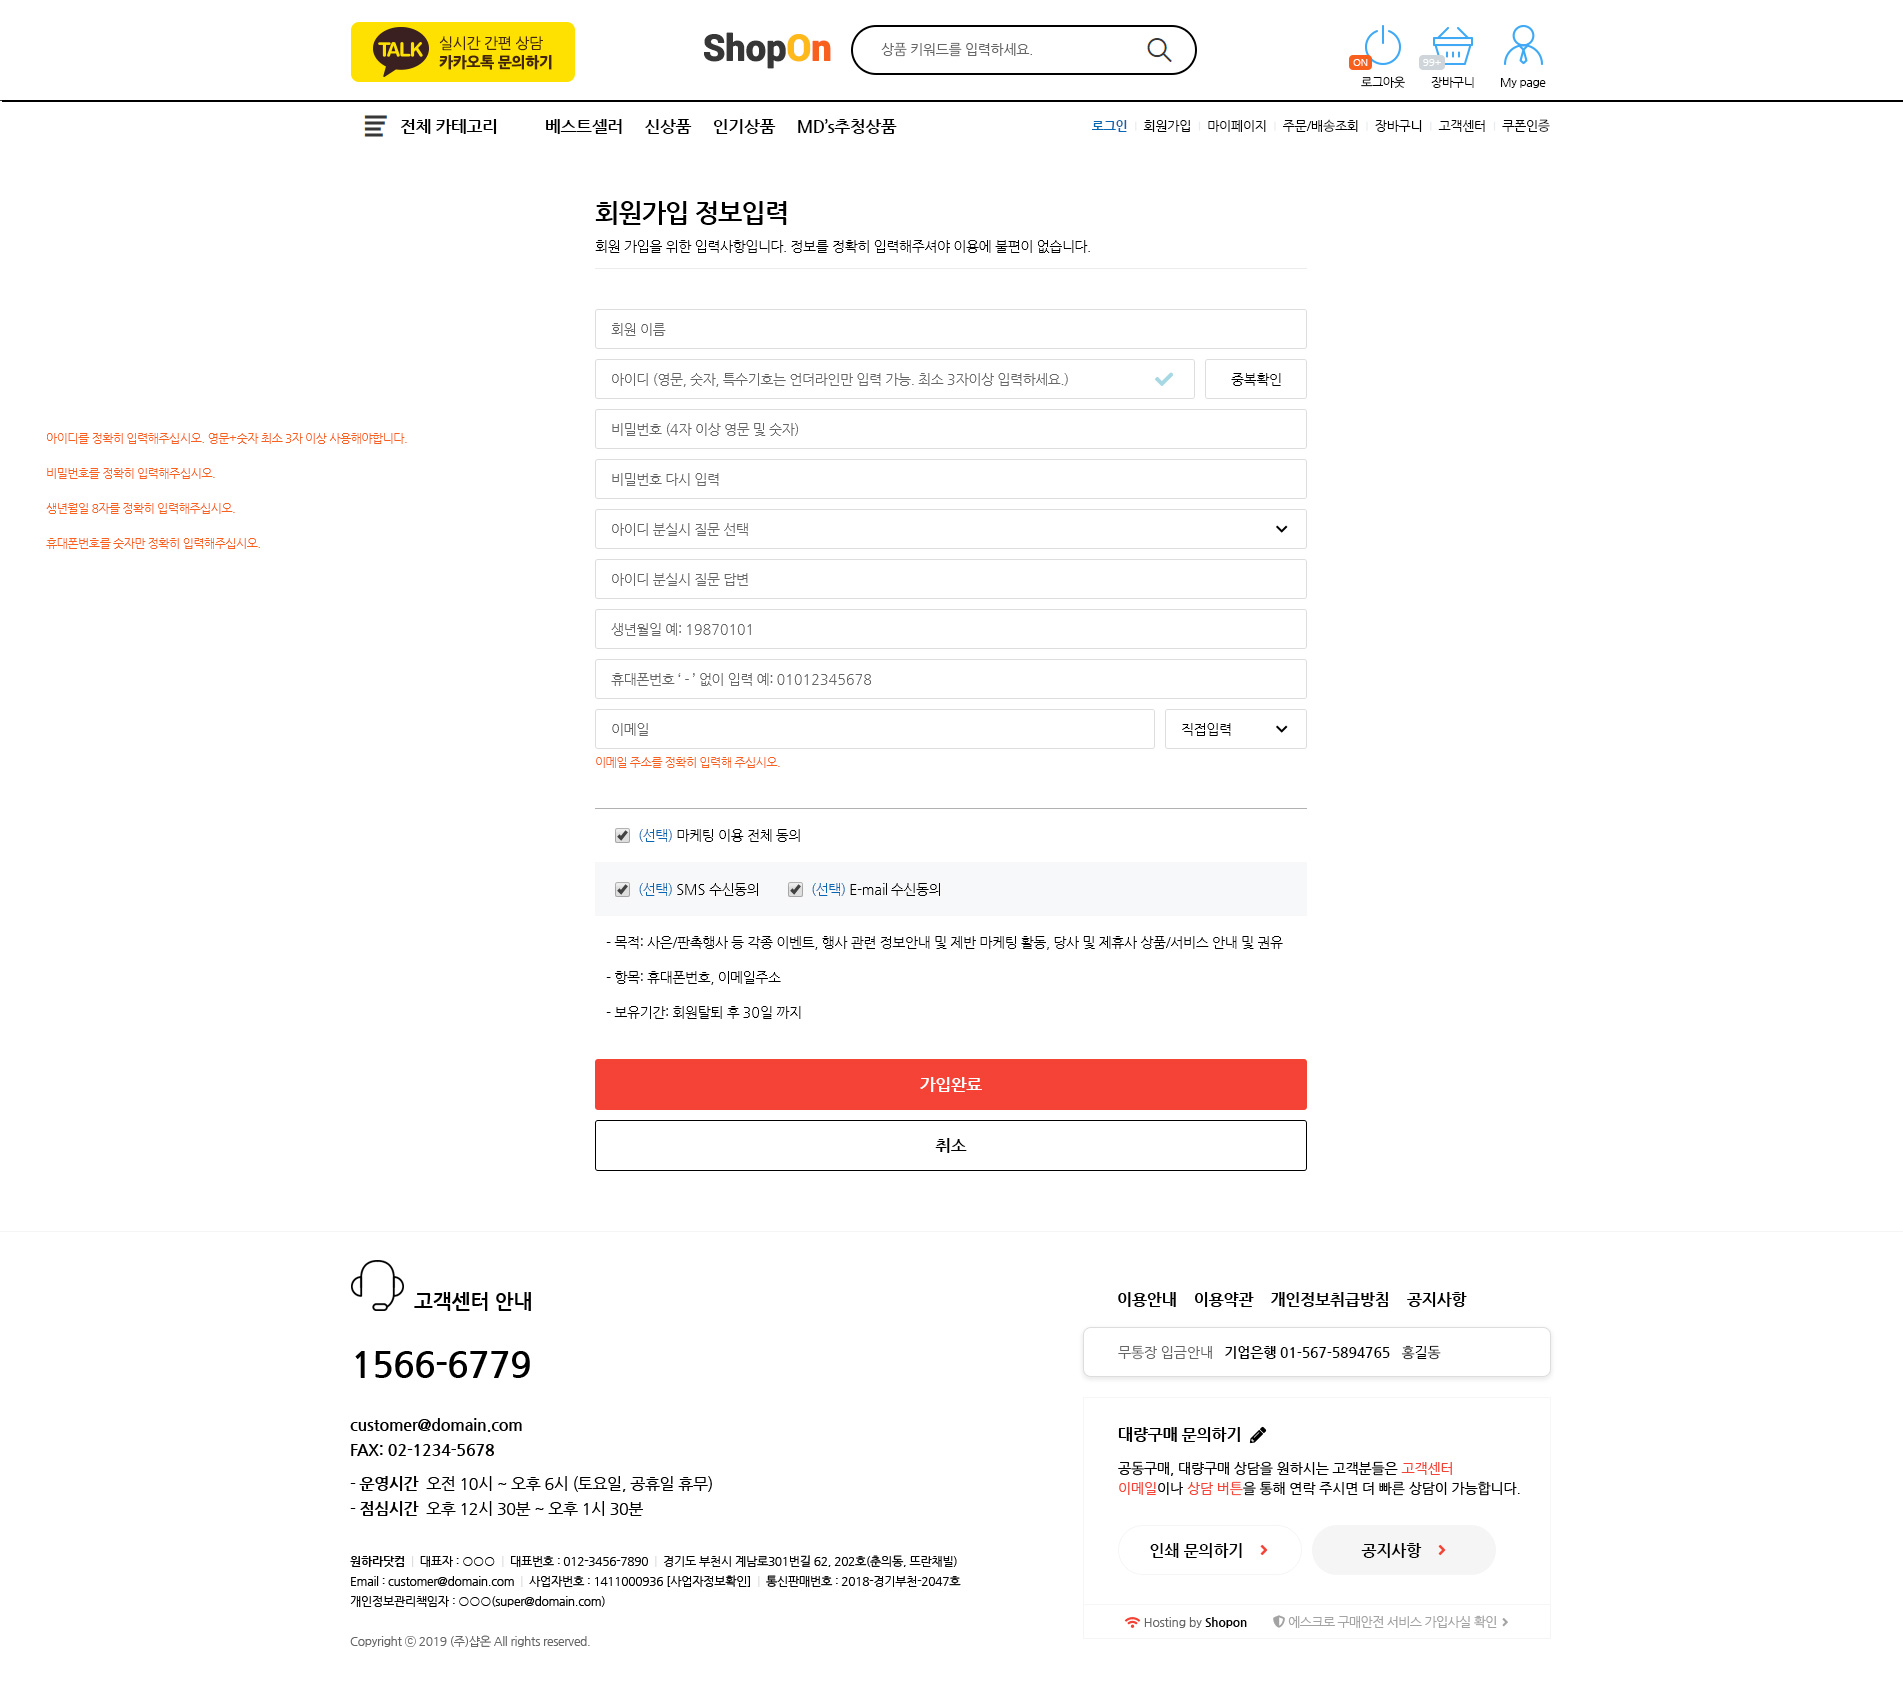 TALK 실시간 간편 상담
카카오톡 문의하기
ShopOn
상품 키워드를 입력하세요.
ON 99+
로그아웃 장바구니 My page
전체 카테고리 베스트셀러 신상품 인기상품 MD's추청상품
로그인 회원가입 마이페이지 주문/배송조회 장바구니 고객센터 쿠폰인증
회원가입 정보입력
회원 가입을 위한 입력사항입니다. 정보를 정확히 입력해주셔야 이용에 불편이 없습니다.
회원 이름
아이디 (영문, 숫자, 특수기호는 언더라인만 입력 가능. 최소 3자이상 입력하세요.) 중복확인
비밀번호 (4자 이상 영문 및 숫자)
아이디를 정확히 입력해주십시오. 영문+숫자 최소 3자 이상 사용해야합니다.
비밀번호를 정확히 입력해주십시오.
생년월일 8자를 정확히 입력해주십시오.
휴대폰번호를 숫자만 정확히 입력해주십시오.
비밀번호 다시 입력
아이디 분실시 질문 선택
아이디 분실시 질문 답변
생년월일 예: 19870101
휴대폰번호 ‘ - ’ 없이 입력 예: 01012345678
이메일 직접입력
이메일 주소를 정확히 입력해 주십시오.
(선택) 마케팅 이용 전체 동의
(선택) SMS 수신동의 (선택) E-mail 수신동의
- 목적: 사은/판촉행사 등 각종 이벤트, 행사 관련 정보안내 및 제반 마케팅 활동, 당사 및 제휴사 상품/서비스 안내 및 권유
- 항목: 휴대폰번호, 이메일주소
- 보유기간: 회원탈퇴 후 30일 까지
가입완료
취소
고객센터 안내
1566-6779
customer@domain.com
FAX: 02-1234-5678
- 운영시간 오전 10시 ~ 오후 6시 (토요일, 공휴일 휴무)
- 점심시간 오후 12시 30분 ~ 오후 1시 30분
원하라닷컴 | 대표자 : ○○○ | 대표번호 : 012-3456-7890 | 경기도 부천시 계남로301번길 62, 202호(춘의동, 뜨란채빌)
Email : customer@domain.com | 사업자번호 : 1411000936 [사업자정보확인] | 통신판매번호 : 2018-경기부천-2047호
개인정보관리책임자 : ○○○(super@domain.com)
Copyright ⓒ 2019 (주)샵온 All rights reserved.
이용안내 이용약관 개인정보취급방침 공지사항
무통장 입금안내 기업은행 01-567-5894765 홍길동
대량구매 문의하기
공동구매, 대량구매 상담을 원하시는 고객분들은 고객센터
이메일이나 상담 버튼을 통해 연락 주시면 더 빠른 상담이 가능합니다.
인쇄 문의하기 공지사항
Hosting by Shopon 에스크로 구매안전 서비스 가입사실 확인